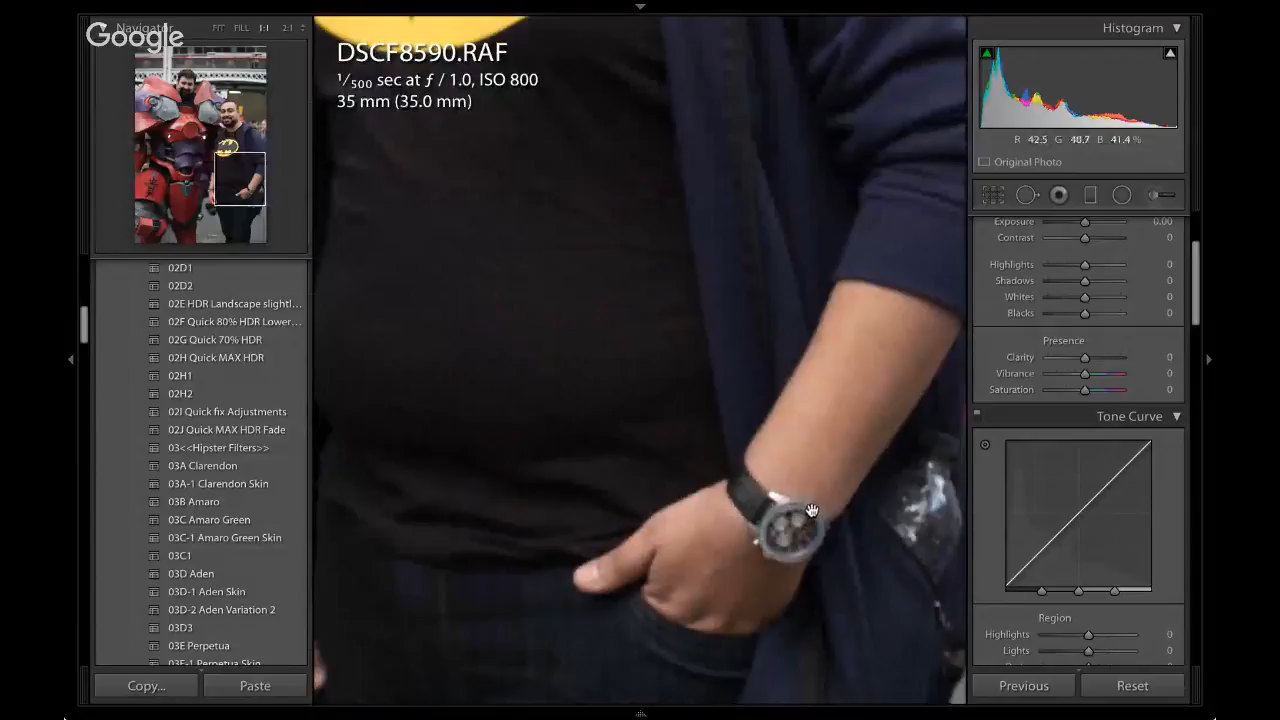 Navigator
FIT FILL 1:1 2:1
Google
DSCF8590.RAF
1/500 sec at ƒ / 1.0, ISO 800
35 mm (35.0 mm)
02D1
02D2
02E HDR Landscape slightl...
02F Quick 80% HDR Lower...
02G Quick 70% HDR
02H Quick MAX HDR
02H1
02H2
02I Quick fix Adjustments
02J Quick MAX HDR Fade
03<<Hipster Filters>>
03A Clarendon
03A-1 Clarendon Skin
03B Amaro
03C Amaro Green
03C-1 Amaro Green Skin
03C1
03D Aden
03D-1 Aden Skin
03D-2 Aden Variation 2
03D3
03E Perpetua
03E-1 Perpetua Skin
Copy... Paste
Histogram
R 42.5 G 48.7 B 41.4 %
Original Photo
Exposure 0.00
Contrast 0
Highlights 0
Shadows 0
Whites 0
Blacks 0
Presence
Clarity 0
Vibrance 0
Saturation 0
Tone Curve
Region
Highlights 0
Lights 0
Previous Reset